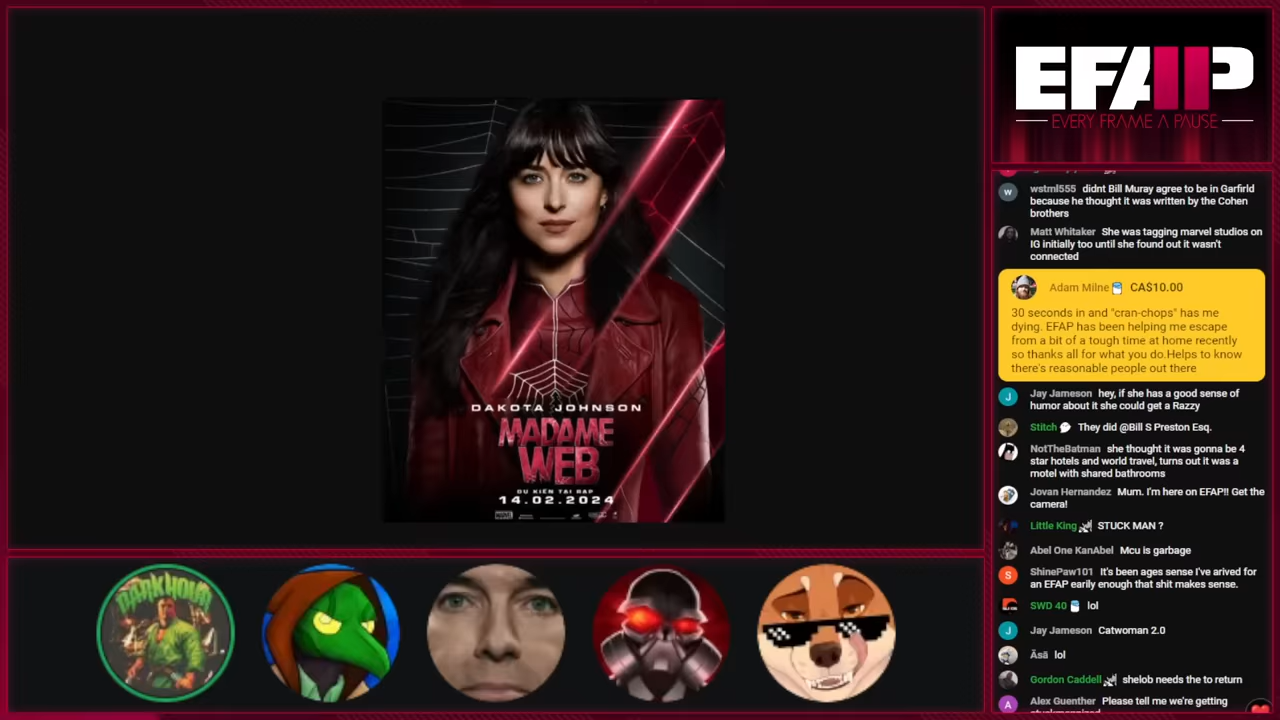 DARKHOUR
DAKOTA JOHNSON
MADAME
WEB
DỰ KIẾN TẠI RẠP
14.02.2024
EFAP
EVERY FRAME A PAUSE
W
wstml555 didnt Bill Muray agree to be in Garfirld
because he thought it was written by the Cohen
brothers
Matt Whitaker She was tagging marvel studios on
IG initially too until she found out it wasn't
connected
Adam Milne CA$10.00
30 seconds in and "cran-chops" has me
dying. EFAP has been helping me escape
from a bit of a tough time at home recently
so thanks all for what you do.Helps to know
there's reasonable people out there
J
Jay Jameson hey, if she has a good sense of
humor about it she could get a Razzy
Stitch They did @Bill S Preston Esq.
NotTheBatman she thought it was gonna be 4
star hotels and world travel, turns out it was a
motel with shared bathrooms
Jovan Hernandez Mum. I'm here on EFAP!! Get the
camera!
Little King STUCK MAN ?
Abel One KanAbel Mcu is garbage
S
ShinePaw101 It's been ages sense I've arived for
an EFAP earily enough that shit makes sense.
SWD 40 lol
J
Jay Jameson Catwoman 2.0
Äsä lol
Gordon Caddell shelob needs the to return
A
Alex Guenther Please tell me we're getting